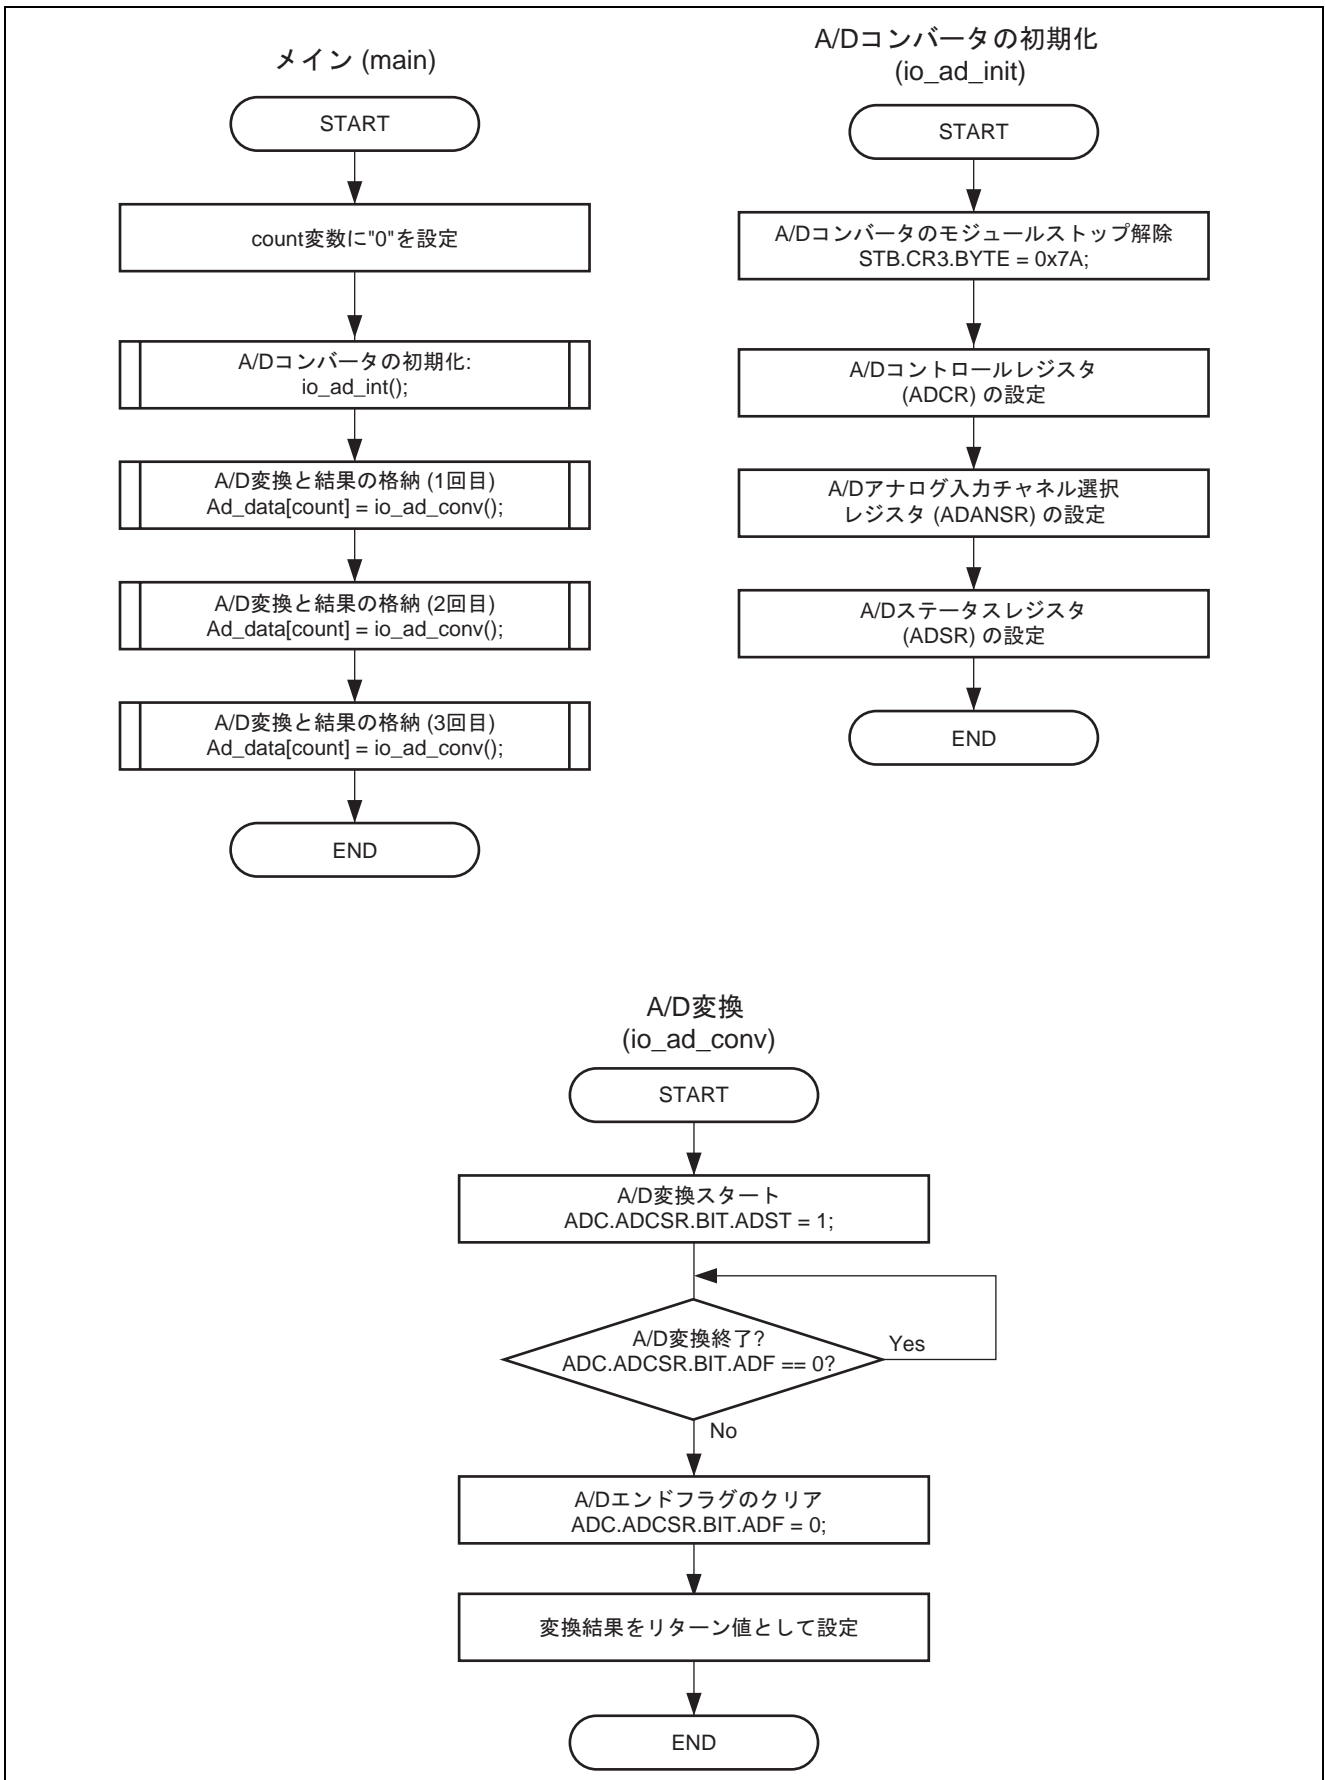 メイン (main)
START
count変数に"0"を設定
A/Dコンバータの初期化:
io_ad_int();
A/D変換と結果の格納 (1回目)
Ad_data[count] = io_ad_conv();
A/D変換と結果の格納 (2回目)
Ad_data[count] = io_ad_conv();
A/D変換と結果の格納 (3回目)
Ad_data[count] = io_ad_conv();
END
A/Dコンバータの初期化
(io_ad_init)
START
A/Dコンバータのモジュールストップ解除
STB.CR3.BYTE = 0x7A;
A/Dコントロールレジスタ
(ADCR) の設定
A/Dアナログ入力チャネル選択
レジスタ (ADANSR) の設定
A/Dステータスレジスタ
(ADSR) の設定
END
A/D変換
(io_ad_conv)
START
A/D変換スタート
ADC.ADCSR.BIT.ADST = 1;
A/D変換終了?
ADC.ADCSR.BIT.ADF == 0?
Yes
No
A/Dエンドフラグのクリア
ADC.ADCSR.BIT.ADF = 0;
変換結果をリターン値として設定
END